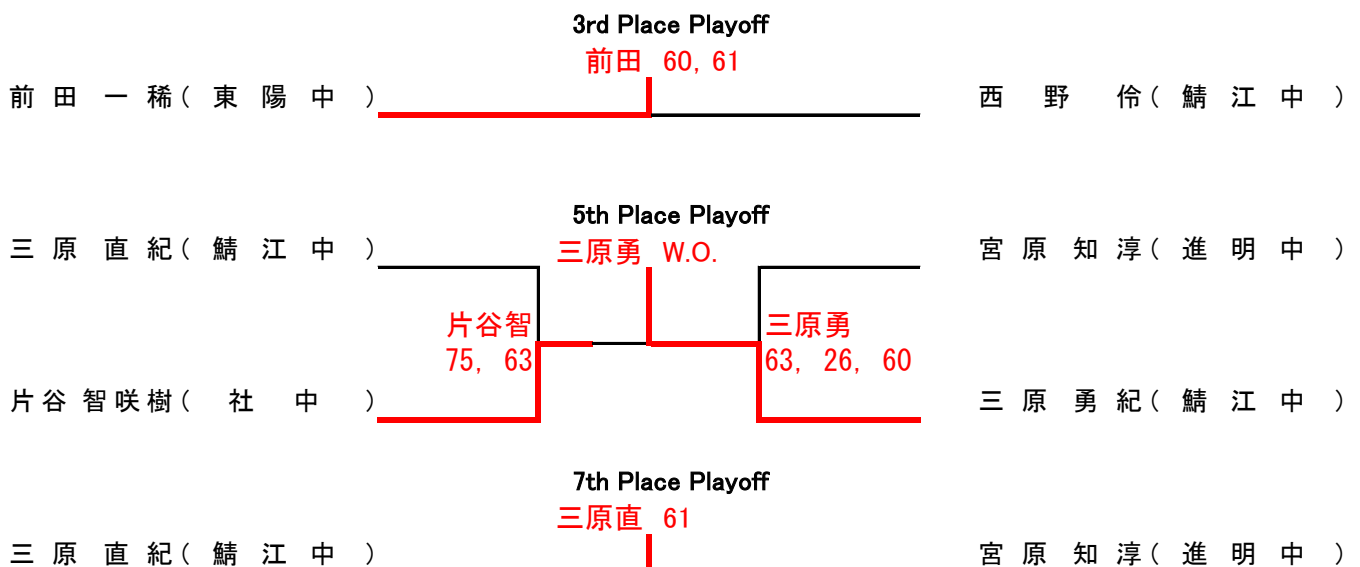 3rd Place Playoff
前田 60, 61
前田 一稀(東陽中)
西野 伶(鯖江中)
5th Place Playoff
三原 直紀(鯖江中)
三原勇 W.O.
宮原 知淳(進明中)
片谷智
75, 63
三原勇
63, 26, 60
片谷 智咲樹(社中)
三原 勇紀(鯖江中)
7th Place Playoff
三原直 61
三原 直紀(鯖江中)
宮原 知淳(進明中)